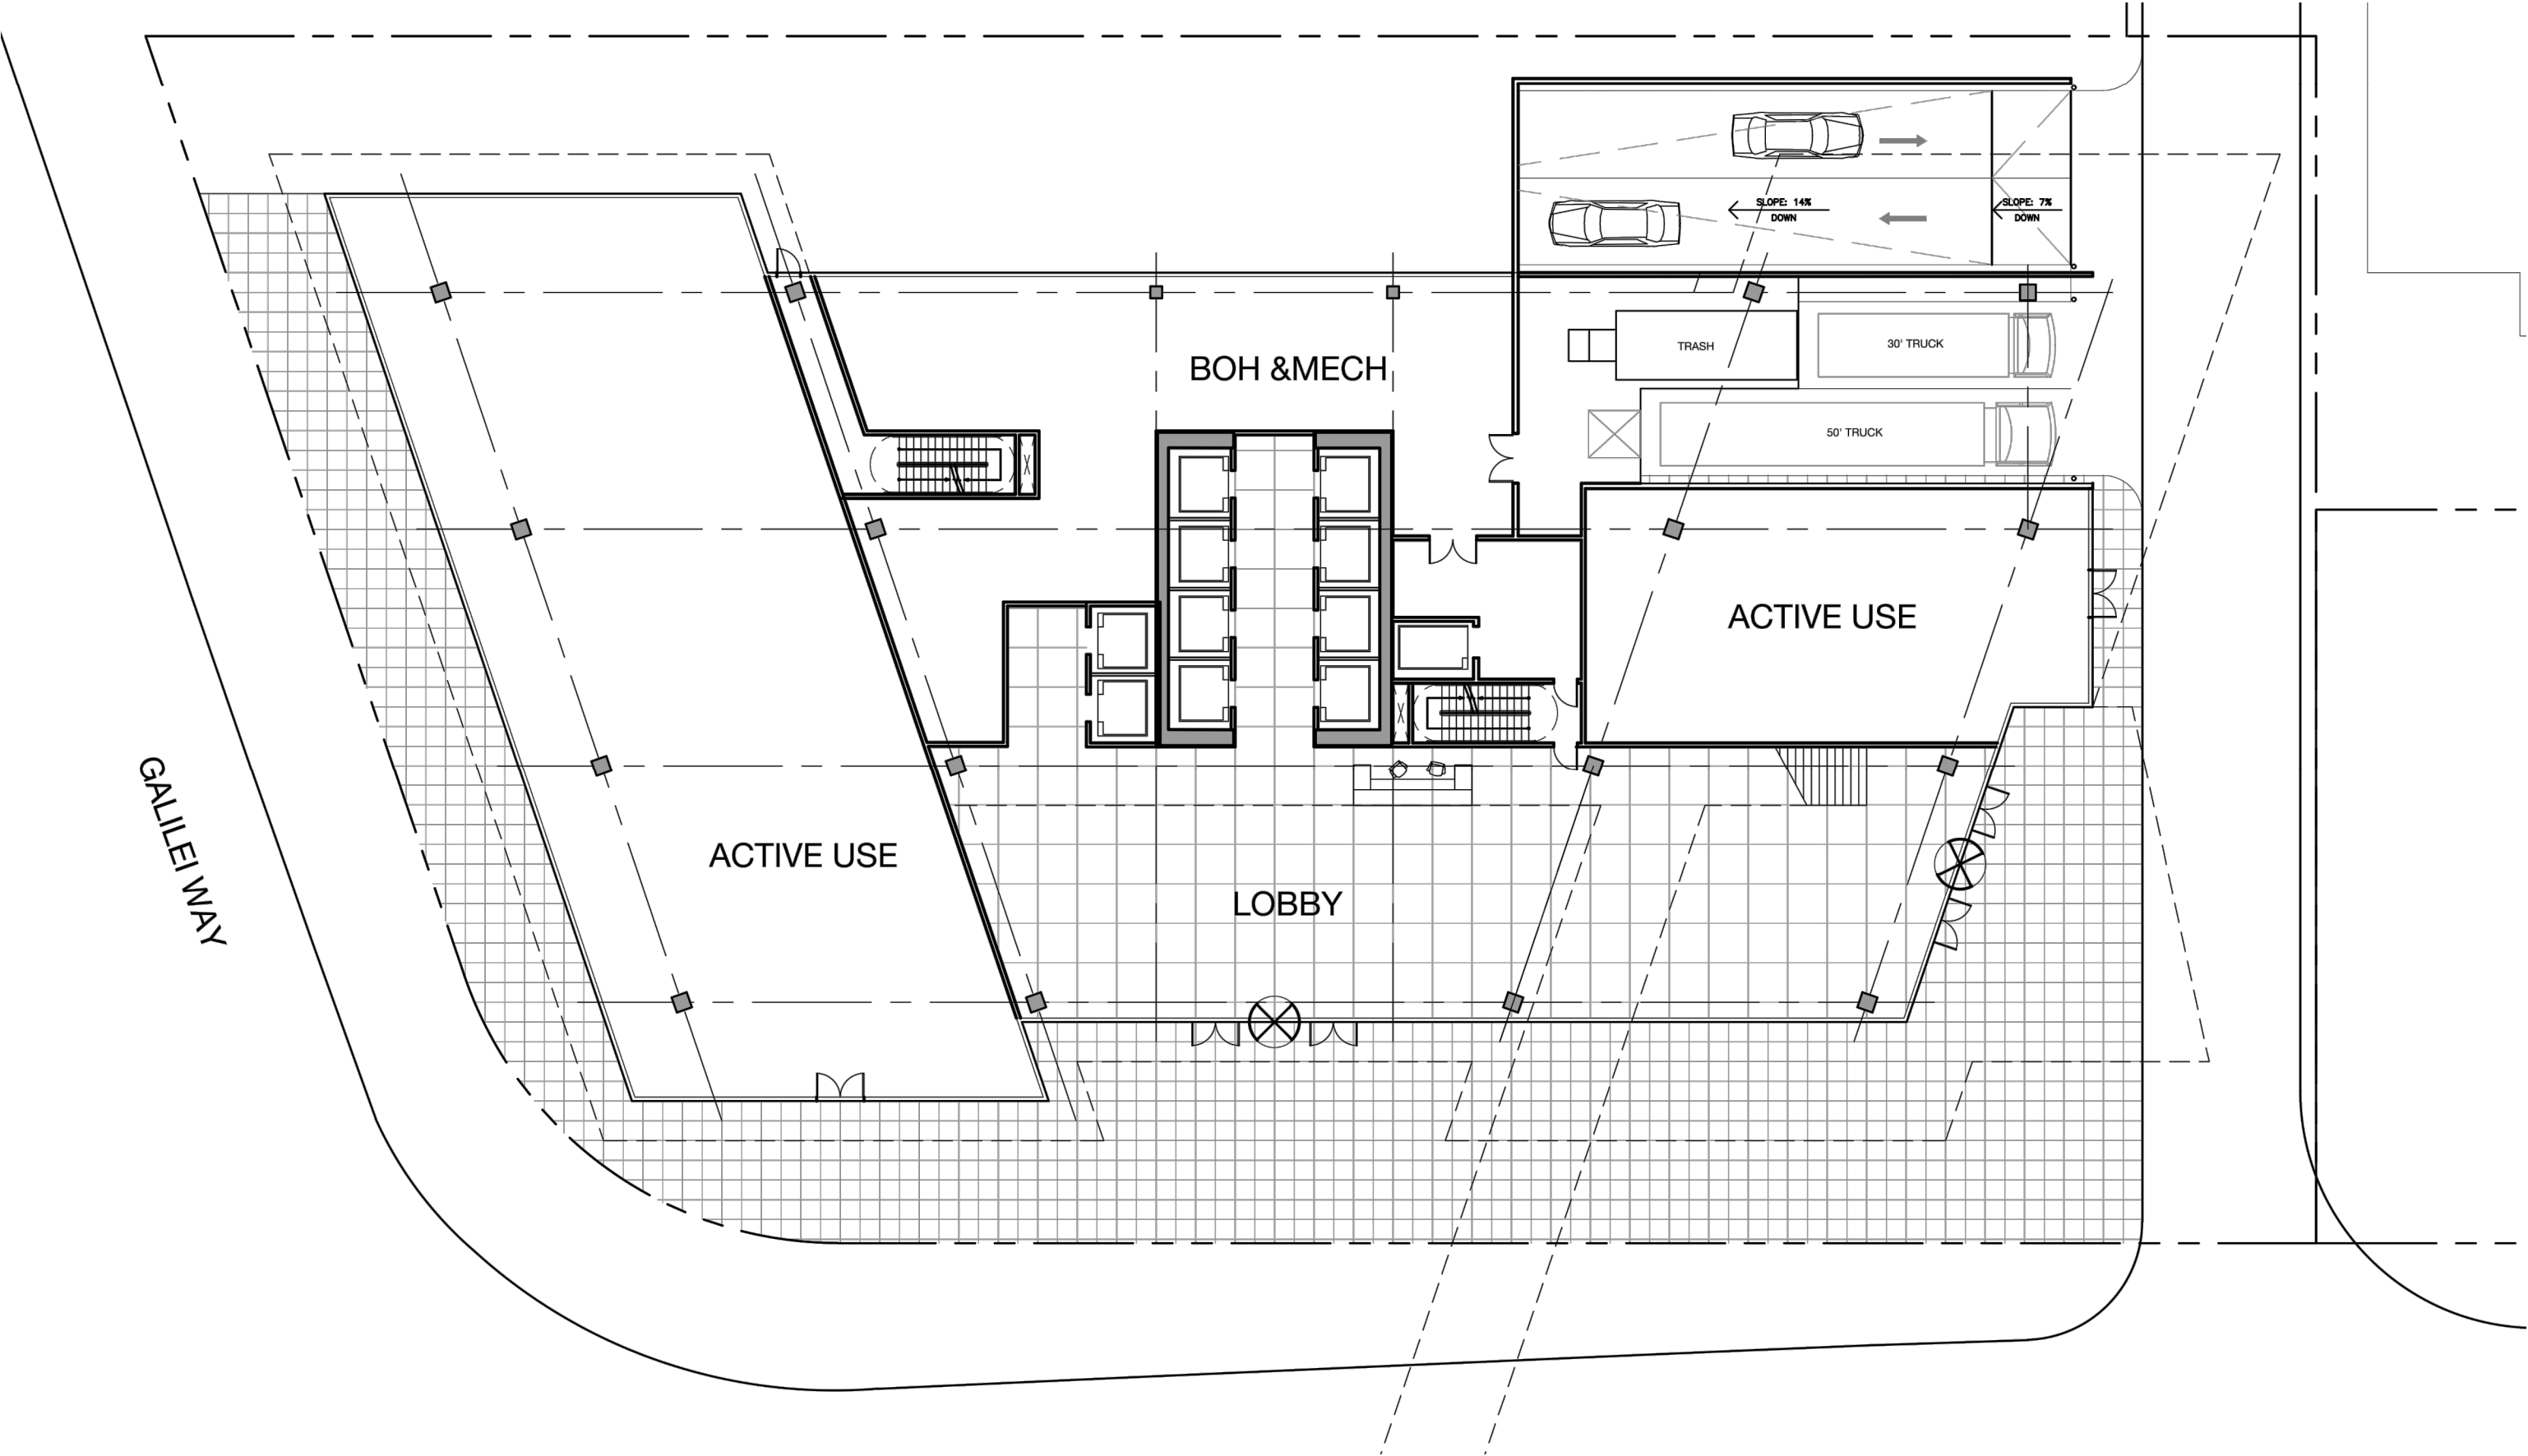 SLOPE: 14%
DOWN
SLOPE: 7%
DOWN
TRASH
30' TRUCK
BOH &MECH
50' TRUCK
ACTIVE USE
GALILEI WAY
ACTIVE USE
LOBBY